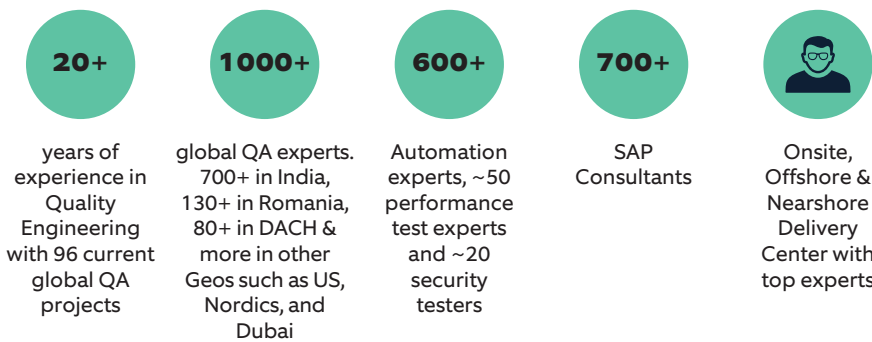 20+
years of
experience in
Quality
Engineering
with 96 current
global QA
projects
1000+
global QA experts.
700+ in India,
130+ in Romania,
80+ in DACH &
more in other
Geos such as US,
Nordics, and
Dubai
600+
Automation
experts, ~50
performance
test experts
and ~20
security
testers
700+
SAP
Consultants
Onsite,
Offshore &
Nearshore
Delivery
Center with
top experts